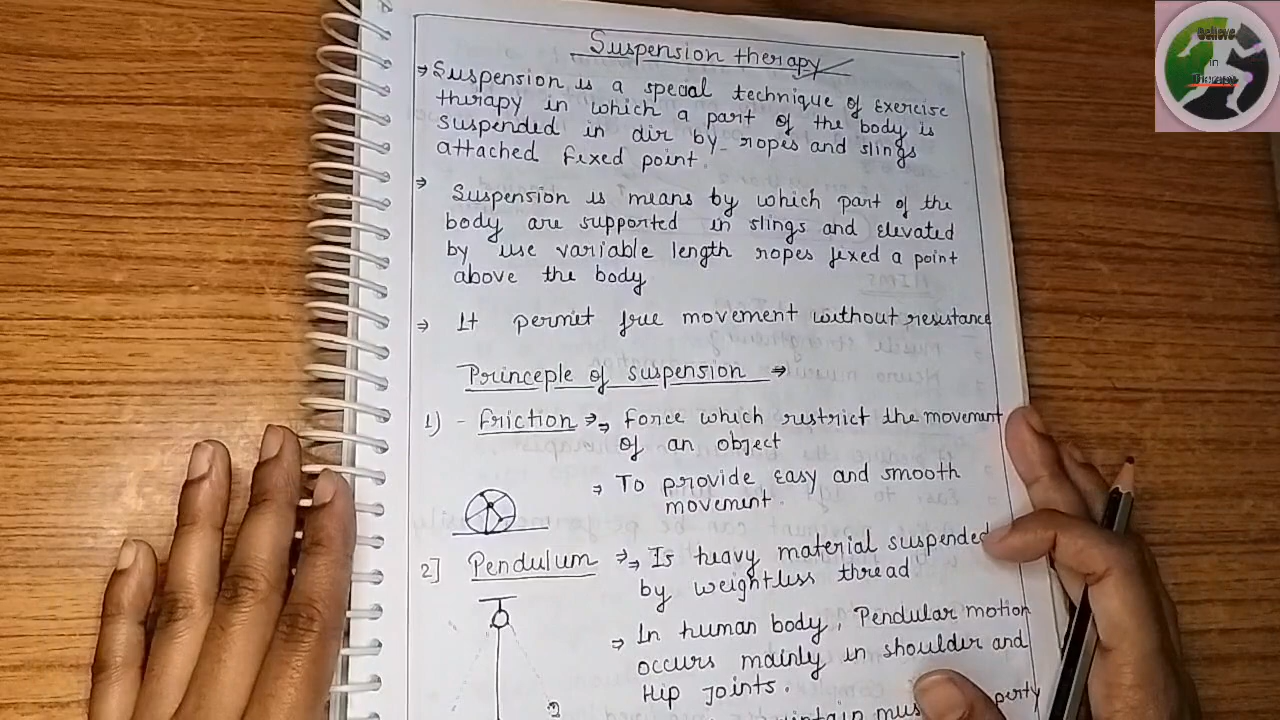 Suspension therapy
⇒ Suspension is a special technique of exercise
therapy in which a part of the body is
suspended in air by ropes and slings
attached fixed point.
⇒
Suspension is means by which part of the
body are supported in slings and elevated
by use variable length ropes fixed a point
above the body
⇒ It permit free movement without resistance
Princeple of suspension ⇒
1) - Friction ⇒ ⇒ Force which restrict the movement
of an object
⇒ To provide easy and smooth
movement.
2] Pendulum ⇒ → Is heavy material suspended
by weightless thread
→ In human body, Pendular motion
occurs mainly in shoulder and
Hip Joints.
Believe
in
Therapy